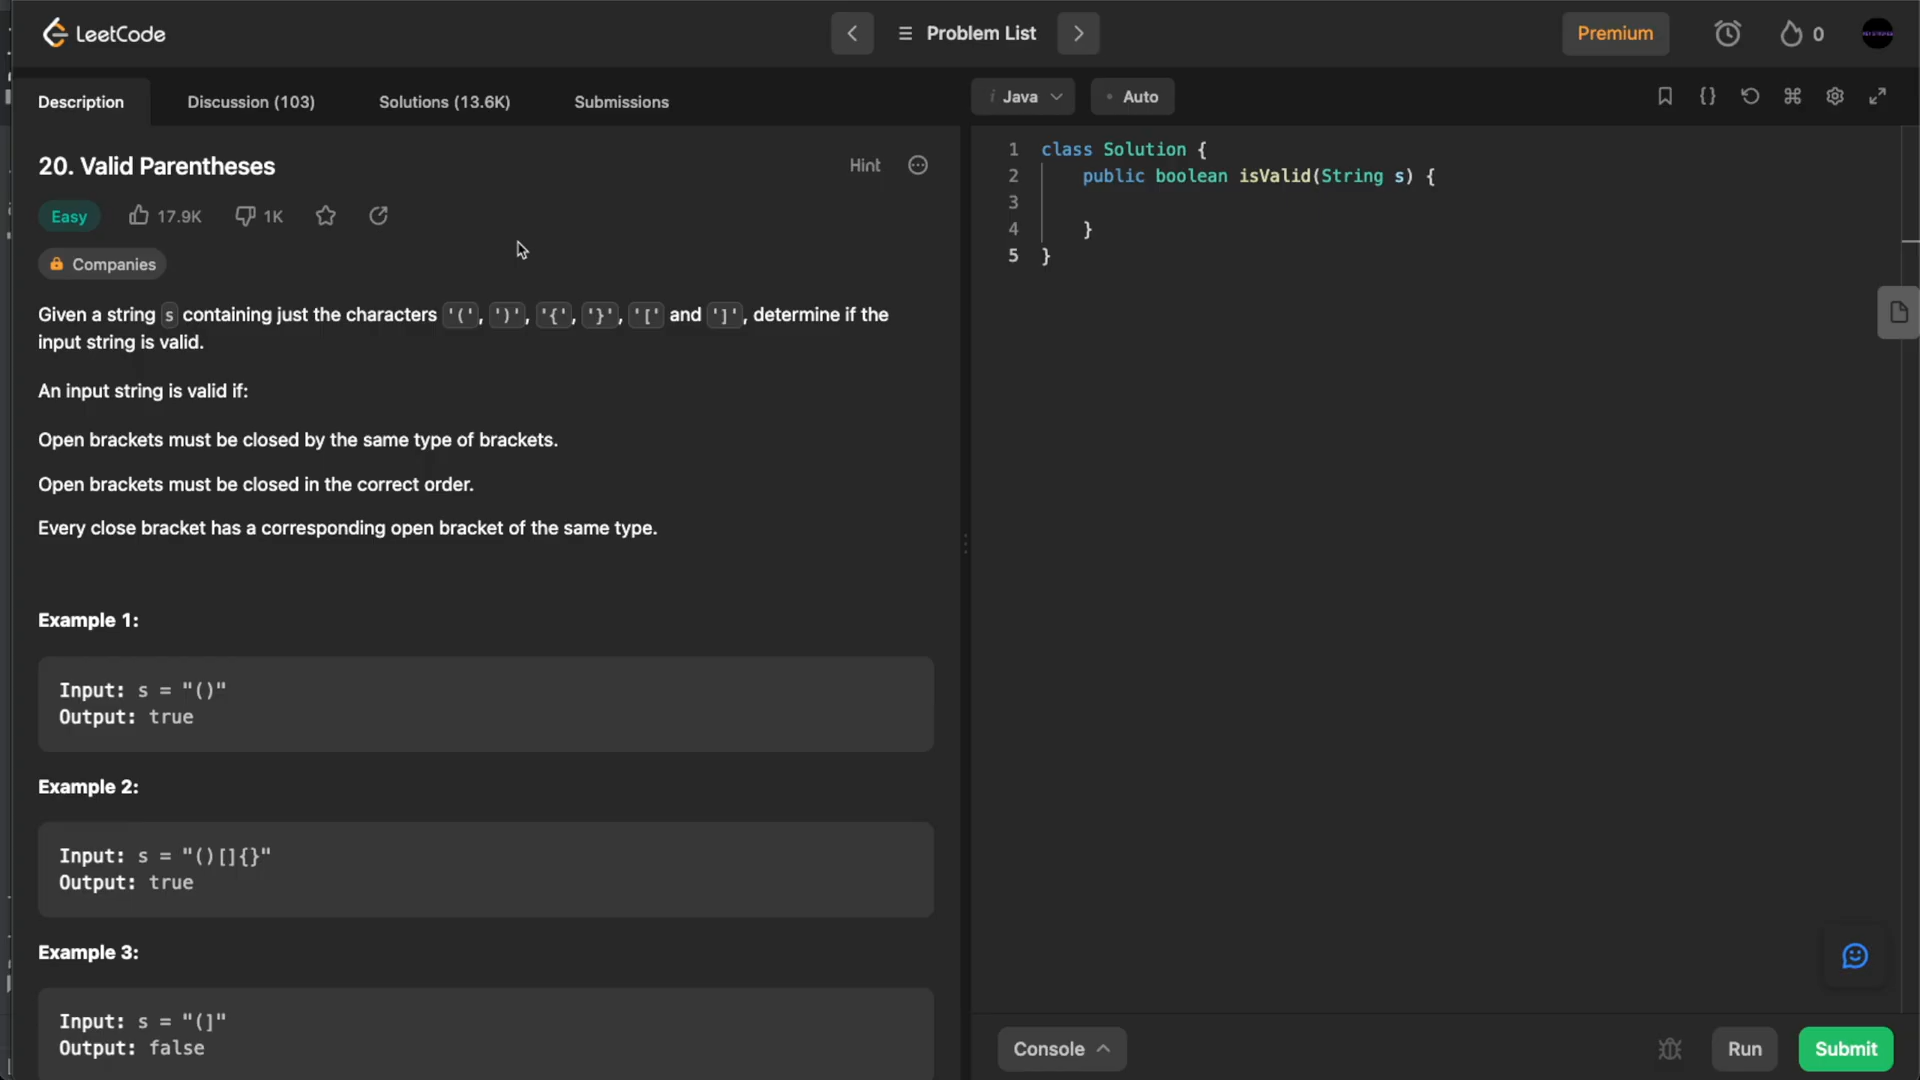 LeetCode
Problem List
Premium
0
Description
Discussion (103)
Solutions (13.6K)
Submissions
i Java
• Auto
{}
20. Valid Parentheses
Hint
Easy
17.9K
1K
Companies
Given a string s containing just the characters '(', ')', '{', '}', '[' and ']', determine if the
input string is valid.
An input string is valid if:
Open brackets must be closed by the same type of brackets.
Open brackets must be closed in the correct order.
Every close bracket has a corresponding open bracket of the same type.
Example 1:
Input: s = "()"
Output: true
Example 2:
Input: s = "()[]{}"
Output: true
Example 3:
Input: s = "(]"
Output: false
1 class Solution {
2 public boolean isValid(String s) {
3
4 }
5 }
Console
Run
Submit